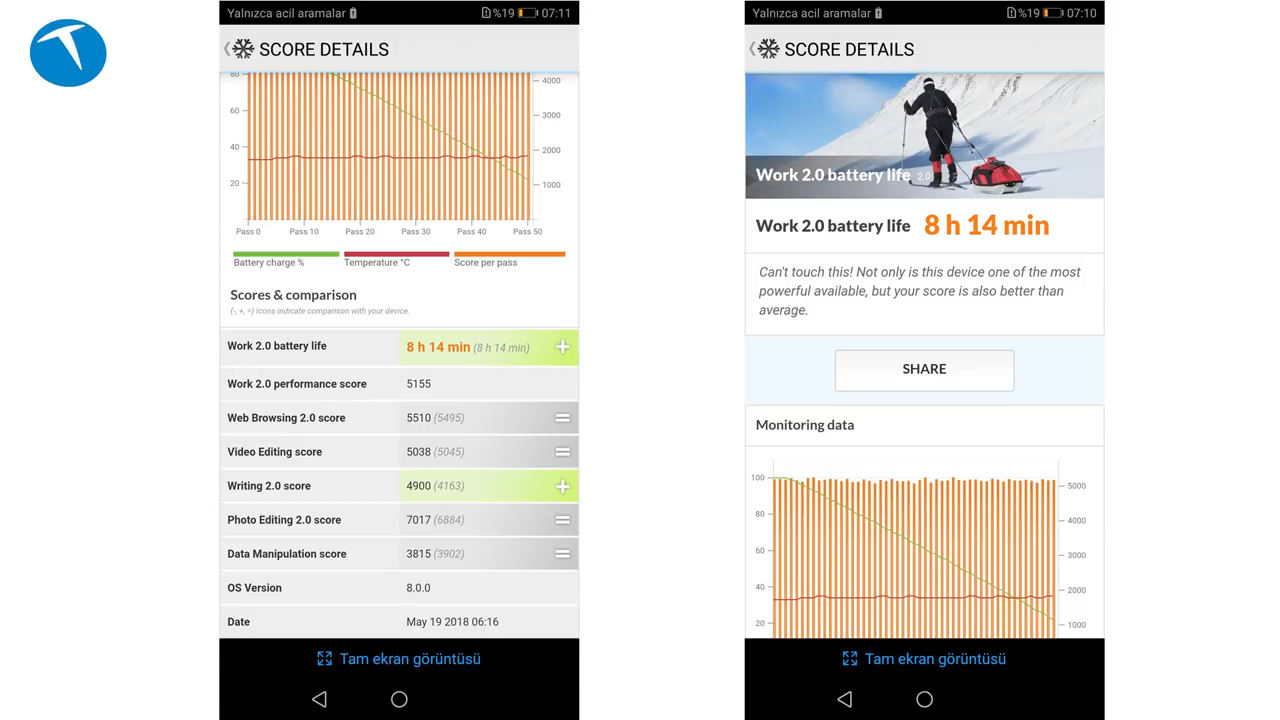 Yalnızca acil aramalar
%19 07:11
SCORE DETAILS
80
60
40
20
4000
3000
2000
1000
Pass 0 Pass 10 Pass 20 Pass 30 Pass 40 Pass 50
Battery charge % Temperature °C Score per pass
Scores & comparison
(-, +, =) Icons indicate comparison with your device.
Work 2.0 battery life 8 h 14 min (8 h 14 min)
Work 2.0 performance score 5155
Web Browsing 2.0 score 5510 (5495)
Video Editing score 5038 (5045)
Writing 2.0 score 4900 (4163)
Photo Editing 2.0 score 7017 (6884)
Data Manipulation score 3815 (3902)
OS Version 8.0.0
Date May 19 2018 06:16
Tam ekran görüntüsü
Yalnızca acil aramalar
%19 07:10
SCORE DETAILS
Work 2.0 battery life 2.0
Work 2.0 battery life 8 h 14 min
Can't touch this! Not only is this device one of the most
powerful available, but your score is also better than
average.
SHARE
Monitoring data
100
80
60
40
20
5000
4000
3000
2000
1000
Tam ekran görüntüsü